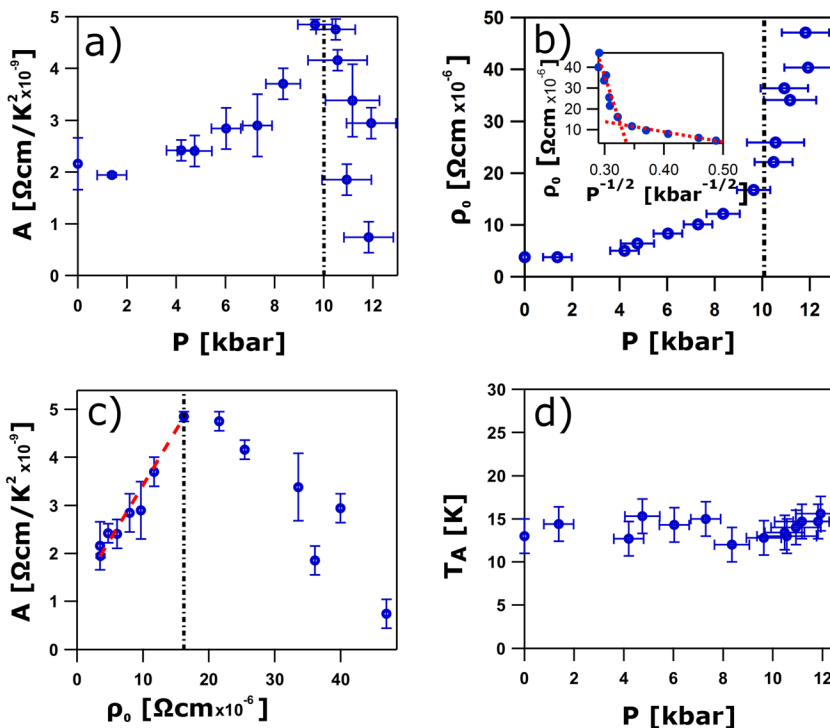 a)
A [Ωcm/K²x10⁻⁹]
5
4
3
2
1
0
0 2 4 6 8 10 12
P [kbar]
b)
ρ₀ [Ωcm x10⁻⁶]
50
40
30
20
10
0
ρ₀ [Ωcm x10⁻⁶]
40
30
20
10
0.30 0.40 0.50
P⁻¹/² [kbar⁻¹/²]
0 2 4 6 8 10 12
P [kbar]
c)
A [Ωcm/K² x10⁻⁹]
5
4
3
2
1
0
0 10 20 30 40
ρ₀ [Ωcmx10⁻⁶]
d)
T_A [K]
30
25
20
15
10
5
0
0 2 4 6 8 10 12
P [kbar]